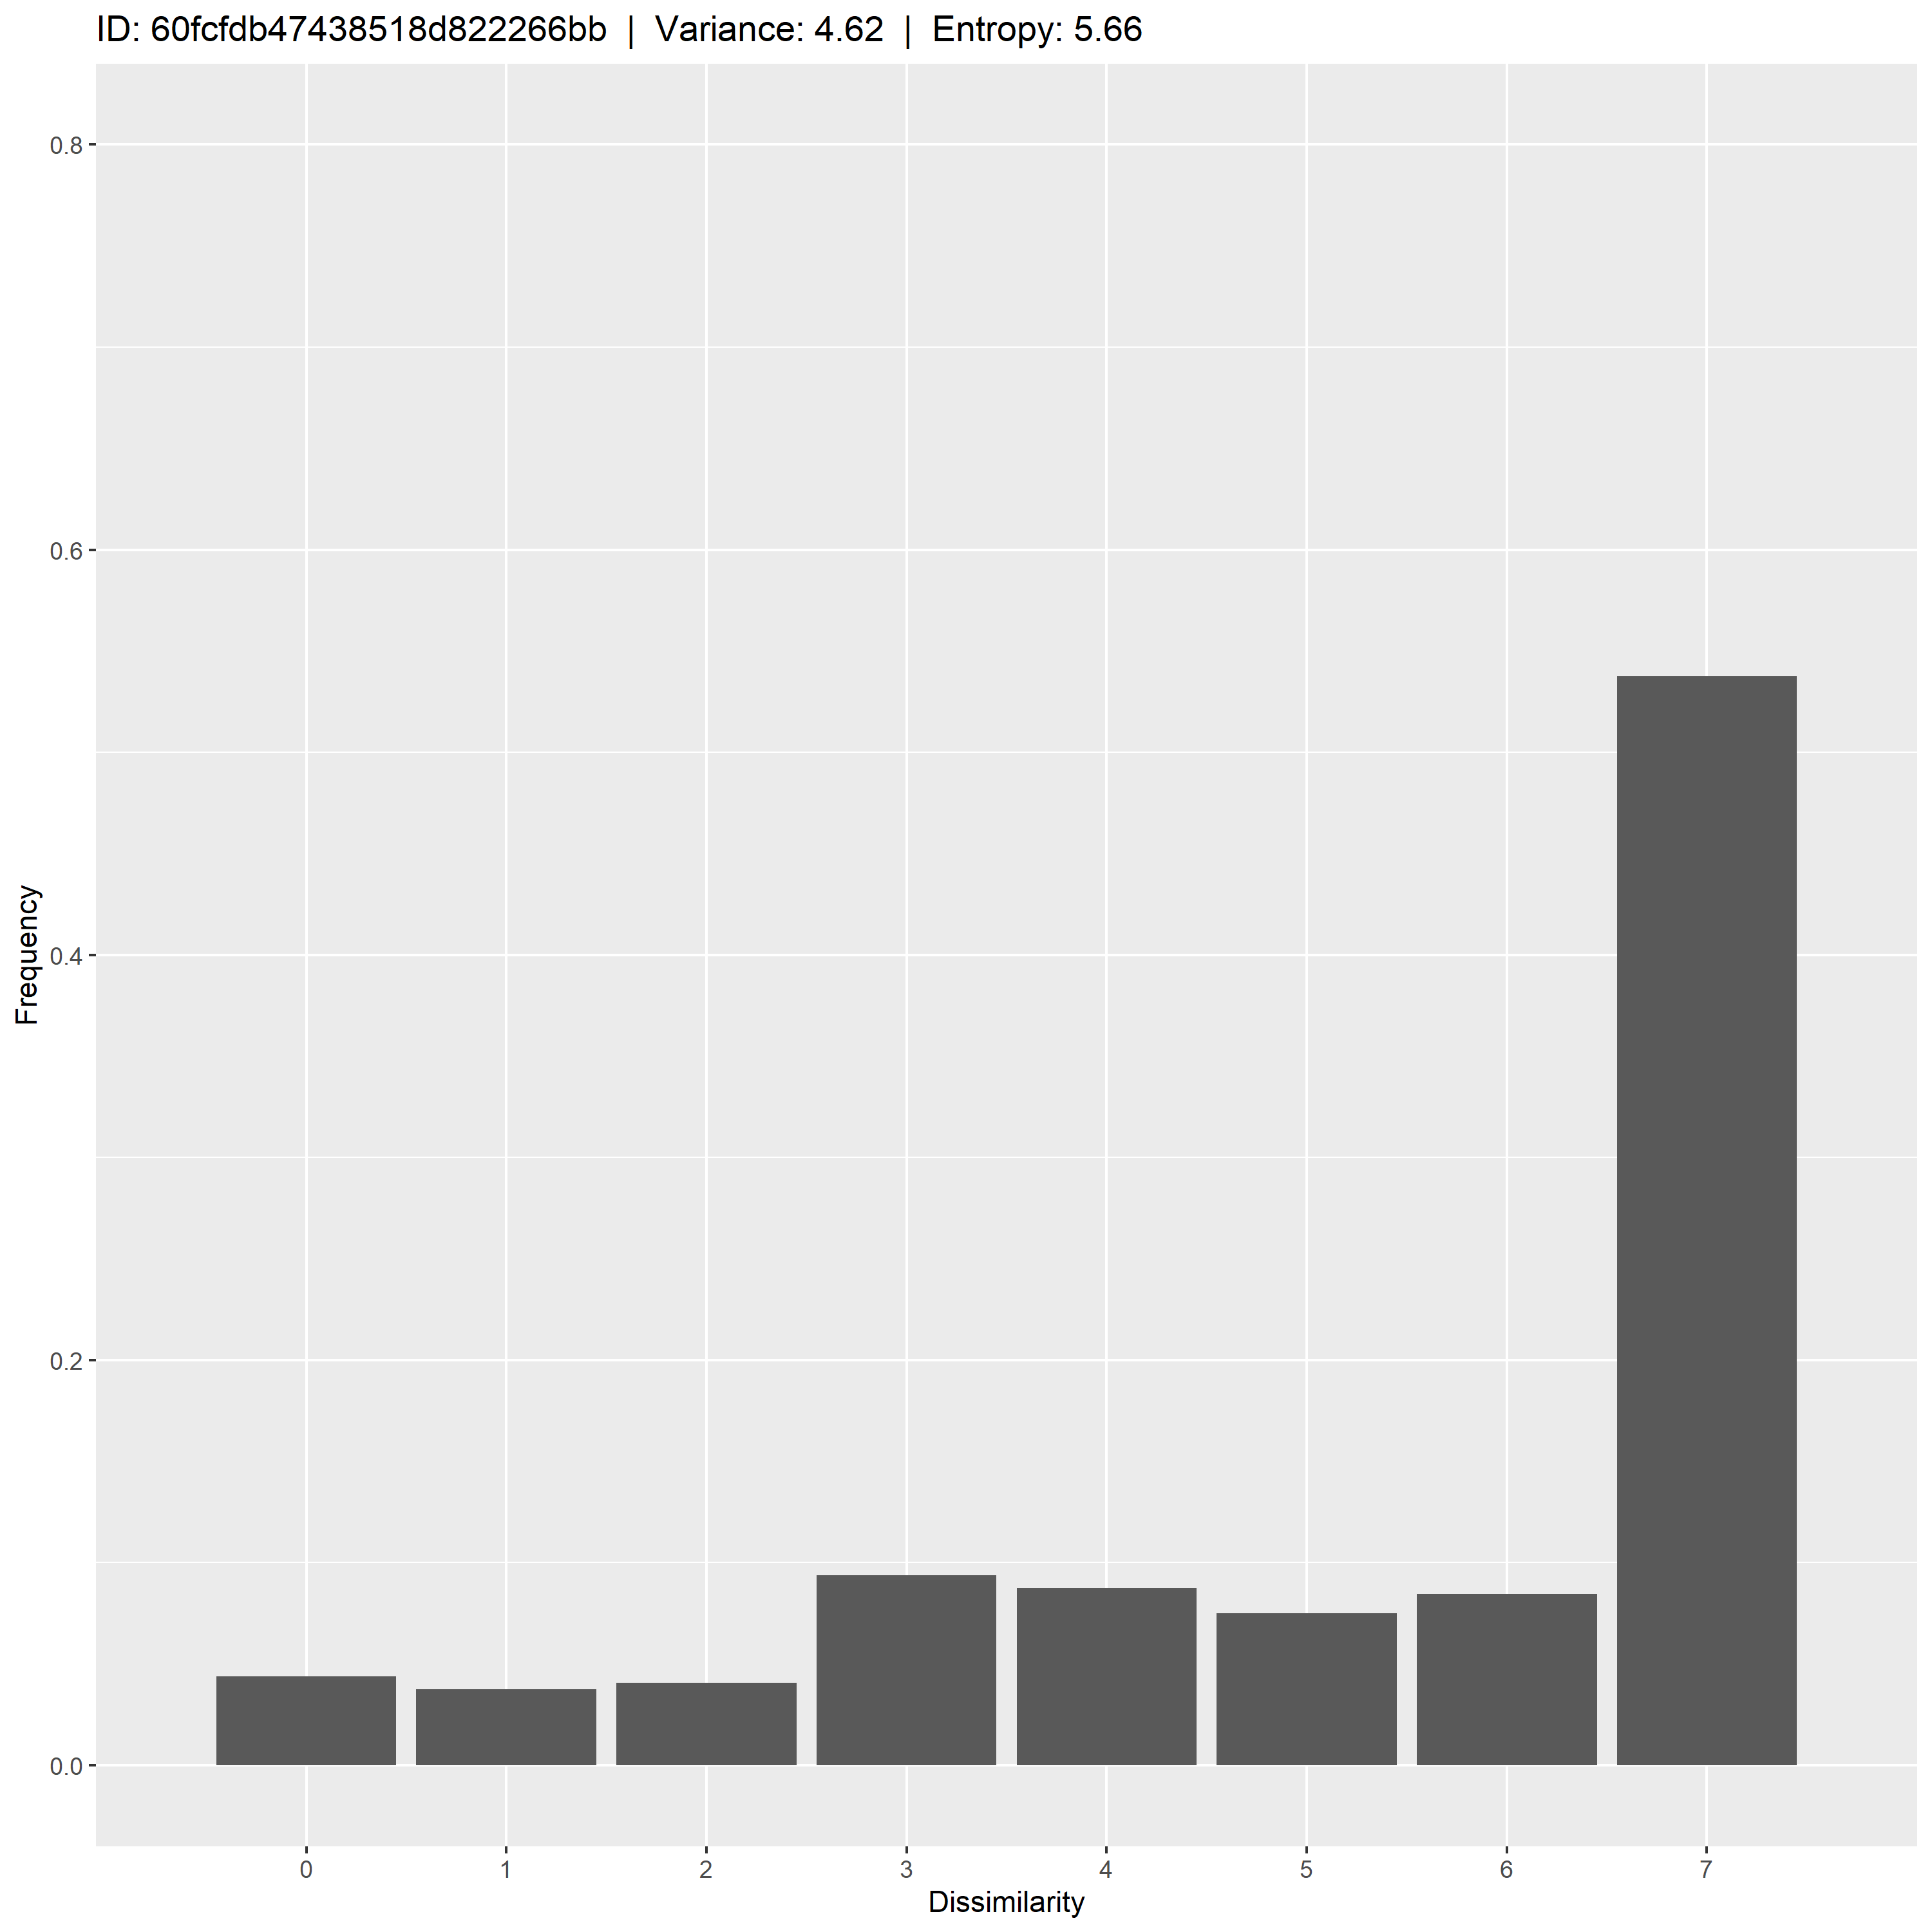 ID: 60fcfdb47438518d822266bb | Variance: 4.62 | Entropy: 5.66
0.8
0.6
0.4
0.2
0.0
Frequency
0 1 2 3 4 5 6 7
Dissimilarity